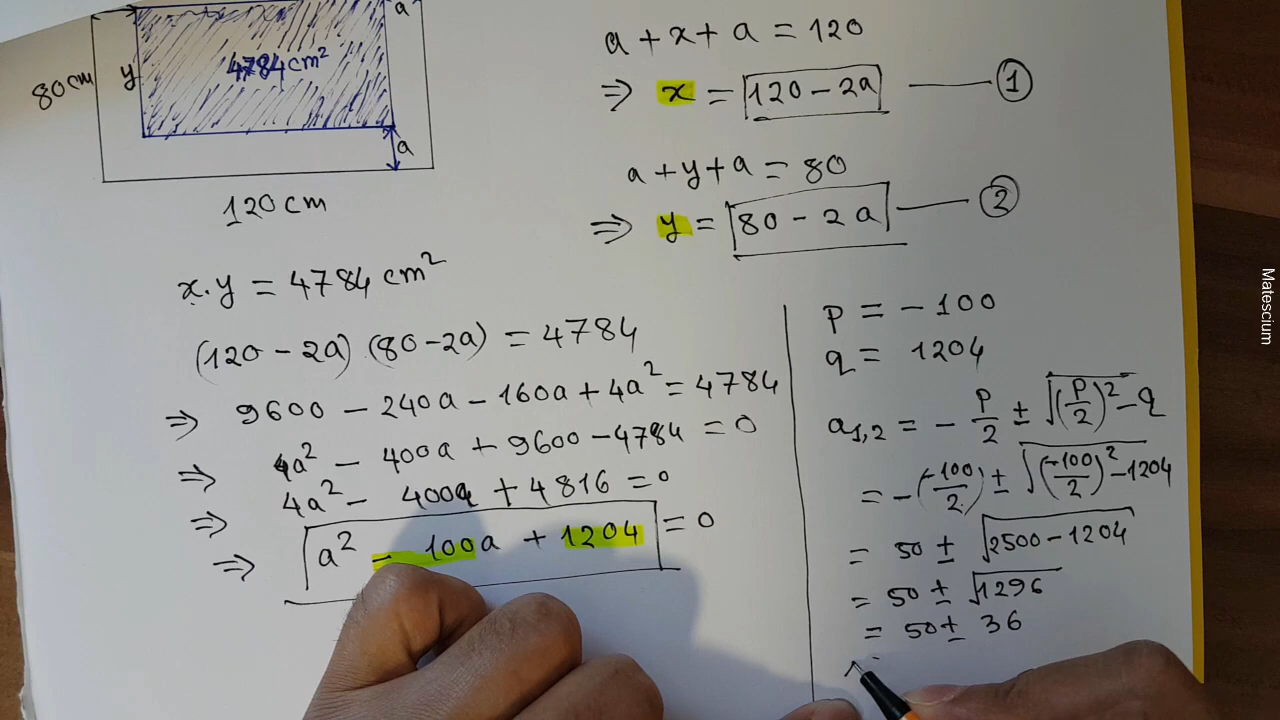 a
4784cm²
y
80cm
a
120cm
a + x + a = 120
⇒ x = 120 - 2a —— ①
a + y + a = 80
⇒ y = 80 - 2a —— ②
x.y = 4784 cm²
(120 - 2a) (80 - 2a) = 4784
⇒ 9600 - 240a - 160a + 4a² = 4784
⇒ 4a² - 400a + 9600 - 4784 = 0
⇒ 4a² - 400a + 4816 = 0
⇒ a² - 100a + 1204 = 0
P = - 100
q = 1204
a₁,₂ = - P/2 ± √((P/2)² - q)
= - (-100/2) ± √((-100/2)² - 1204)
= 50 ± √(2500 - 1204)
= 50 ± √1296
= 50 ± 36
Matescium